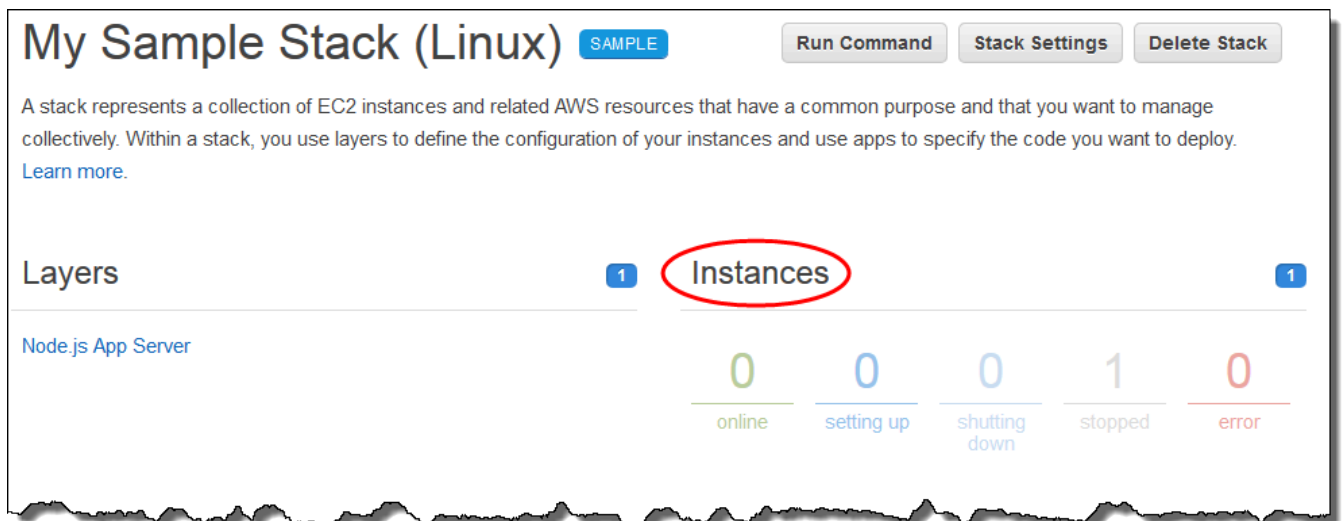 My Sample Stack (Linux) SAMPLE Run Command Stack Settings Delete Stack
A stack represents a collection of EC2 instances and related AWS resources that have a common purpose and that you want to manage
collectively. Within a stack, you use layers to define the configuration of your instances and use apps to specify the code you want to deploy.
Learn more.
Layers 1
Node.js App Server
Instances 1
0 0 0 1 0
online setting up shutting down stopped error